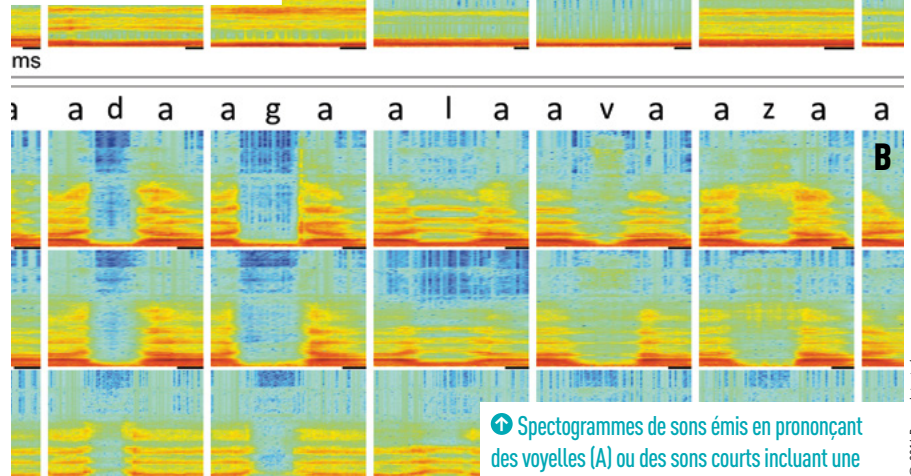 ms
a d a a g a a l a a v a a z a a
B
Spectogrammes de sons émis en prononçant
des voyelles (A) ou des sons courts incluant une